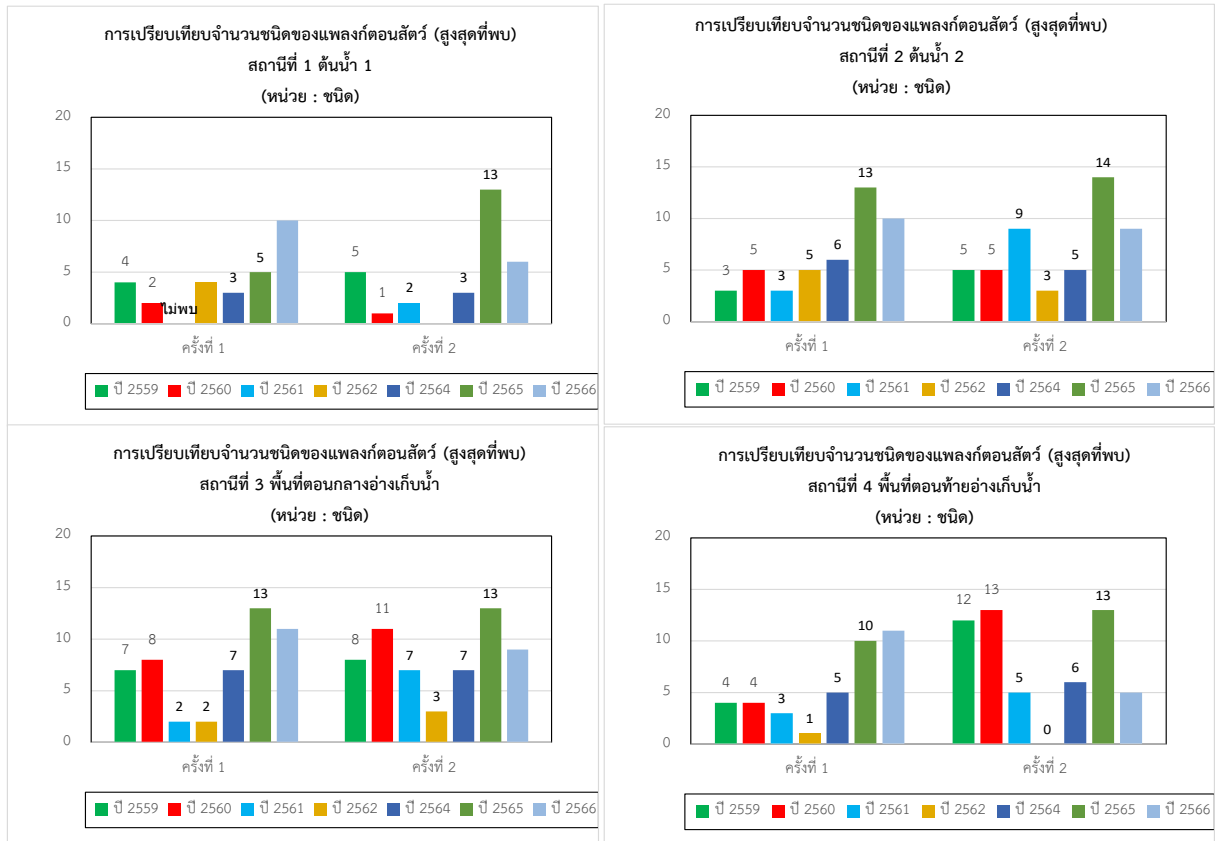 การเปรียบเทียบจำนวนชนิดของแพลงก์ตอนสัตว์ (สูงสุดที่พบ)
สถานีที่ 1 ต้นน้ำ 1
(หน่วย : ชนิด)
20
15
10
5
0
4
2
ไม่พบ
3
5
5
1
2
3
13
ครั้งที่ 1
ครั้งที่ 2
ปี 2559 ปี 2560 ปี 2561 ปี 2562 ปี 2564 ปี 2565 ปี 2566
การเปรียบเทียบจำนวนชนิดของแพลงก์ตอนสัตว์ (สูงสุดที่พบ)
สถานีที่ 2 ต้นน้ำ 2
(หน่วย : ชนิด)
20
15
10
5
0
3
5
3
5
6
13
5
5
9
3
5
14
ครั้งที่ 1
ครั้งที่ 2
ปี 2559 ปี 2560 ปี 2561 ปี 2562 ปี 2564 ปี 2565 ปี 2566
การเปรียบเทียบจำนวนชนิดของแพลงก์ตอนสัตว์ (สูงสุดที่พบ)
สถานีที่ 3 พื้นที่ตอนกลางอ่างเก็บน้ำ
(หน่วย : ชนิด)
20
15
10
5
0
7
8
2
2
7
13
8
11
7
3
7
13
ครั้งที่ 1
ครั้งที่ 2
ปี 2559 ปี 2560 ปี 2561 ปี 2562 ปี 2564 ปี 2565 ปี 2566
การเปรียบเทียบจำนวนชนิดของแพลงก์ตอนสัตว์ (สูงสุดที่พบ)
สถานีที่ 4 พื้นที่ตอนท้ายอ่างเก็บน้ำ
(หน่วย : ชนิด)
20
15
10
5
0
4
4
3
1
5
10
12
13
5
0
6
13
ครั้งที่ 1
ครั้งที่ 2
ปี 2559 ปี 2560 ปี 2561 ปี 2562 ปี 2564 ปี 2565 ปี 2566